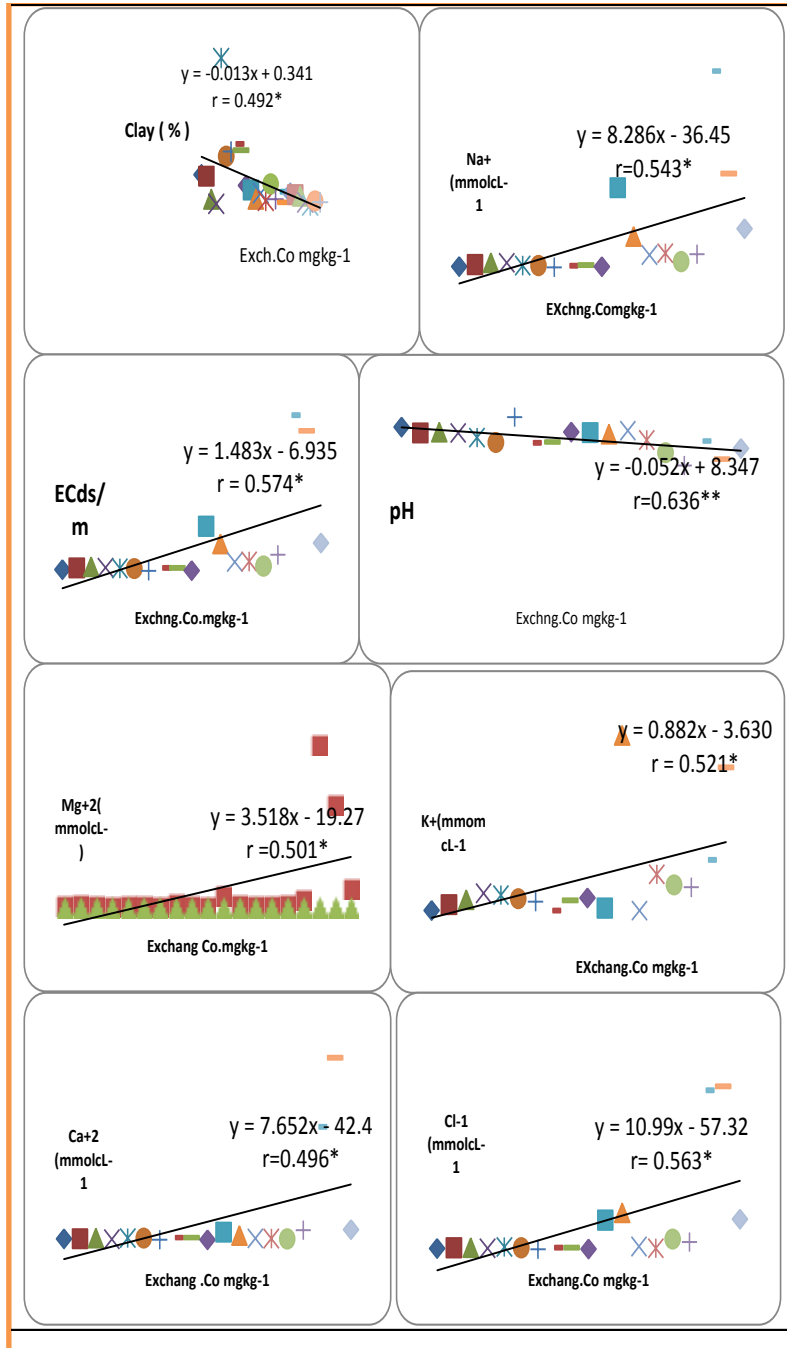 y = -0.013x + 0.341
r = 0.492*
Clay ( % )
Exch.Co mgkg-1
y = 8.286x - 36.45
r=0.543*
Na+
(mmolcL-
1
EXchng.Comgkg-1
y = 1.483x - 6.935
r = 0.574*
ECds/
m
Exchng.Co.mgkg-1
y = -0.052x + 8.347
r=0.636**
pH
Exchng.Co mgkg-1
Mg+2(
mmolcL-
)
y = 3.518x - 19.27
r =0.501*
Exchang Co.mgkg-1
y = 0.882x - 3.630
r = 0.521*
K+(mmom
cL-1
EXchang.Co mgkg-1
y = 7.652x - 42.4
r=0.496*
Ca+2
(mmolcL-
1
Exchang .Co mgkg-1
y = 10.99x - 57.32
r= 0.563*
Cl-1
(mmolcL-
1
Exchang.Co mgkg-1